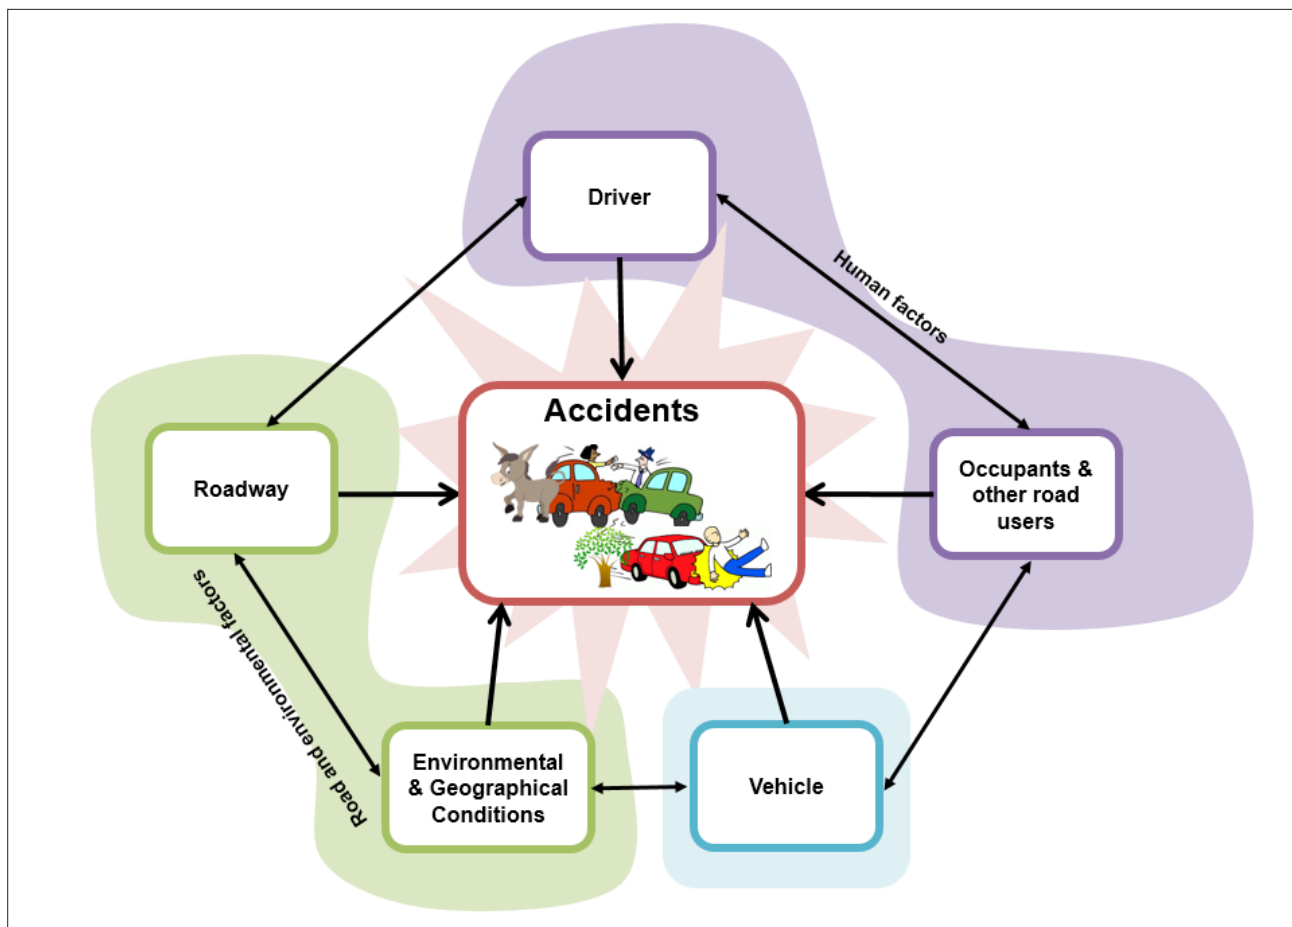 Driver
Human factors
Accidents
Roadway
Occupants &
other road
users
Road and environmental factors
Environmental
& Geographical
Conditions
Vehicle